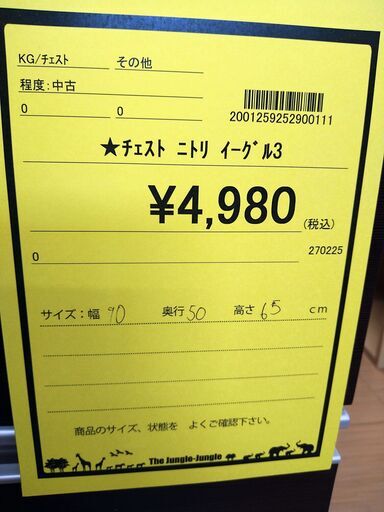 KG/ﾁｪｽﾄ その他
程度:中古
0 0
2001259252900111
★ﾁｪｽﾄ ﾆﾄﾘ ｲｰｸﾞﾙ3
¥4,980
(税込)
0 270225
サイズ:幅 90 奥行 50 高さ 65 cm
商品のサイズ、状態を よくご確認下さい。
The Jungle-Jungle